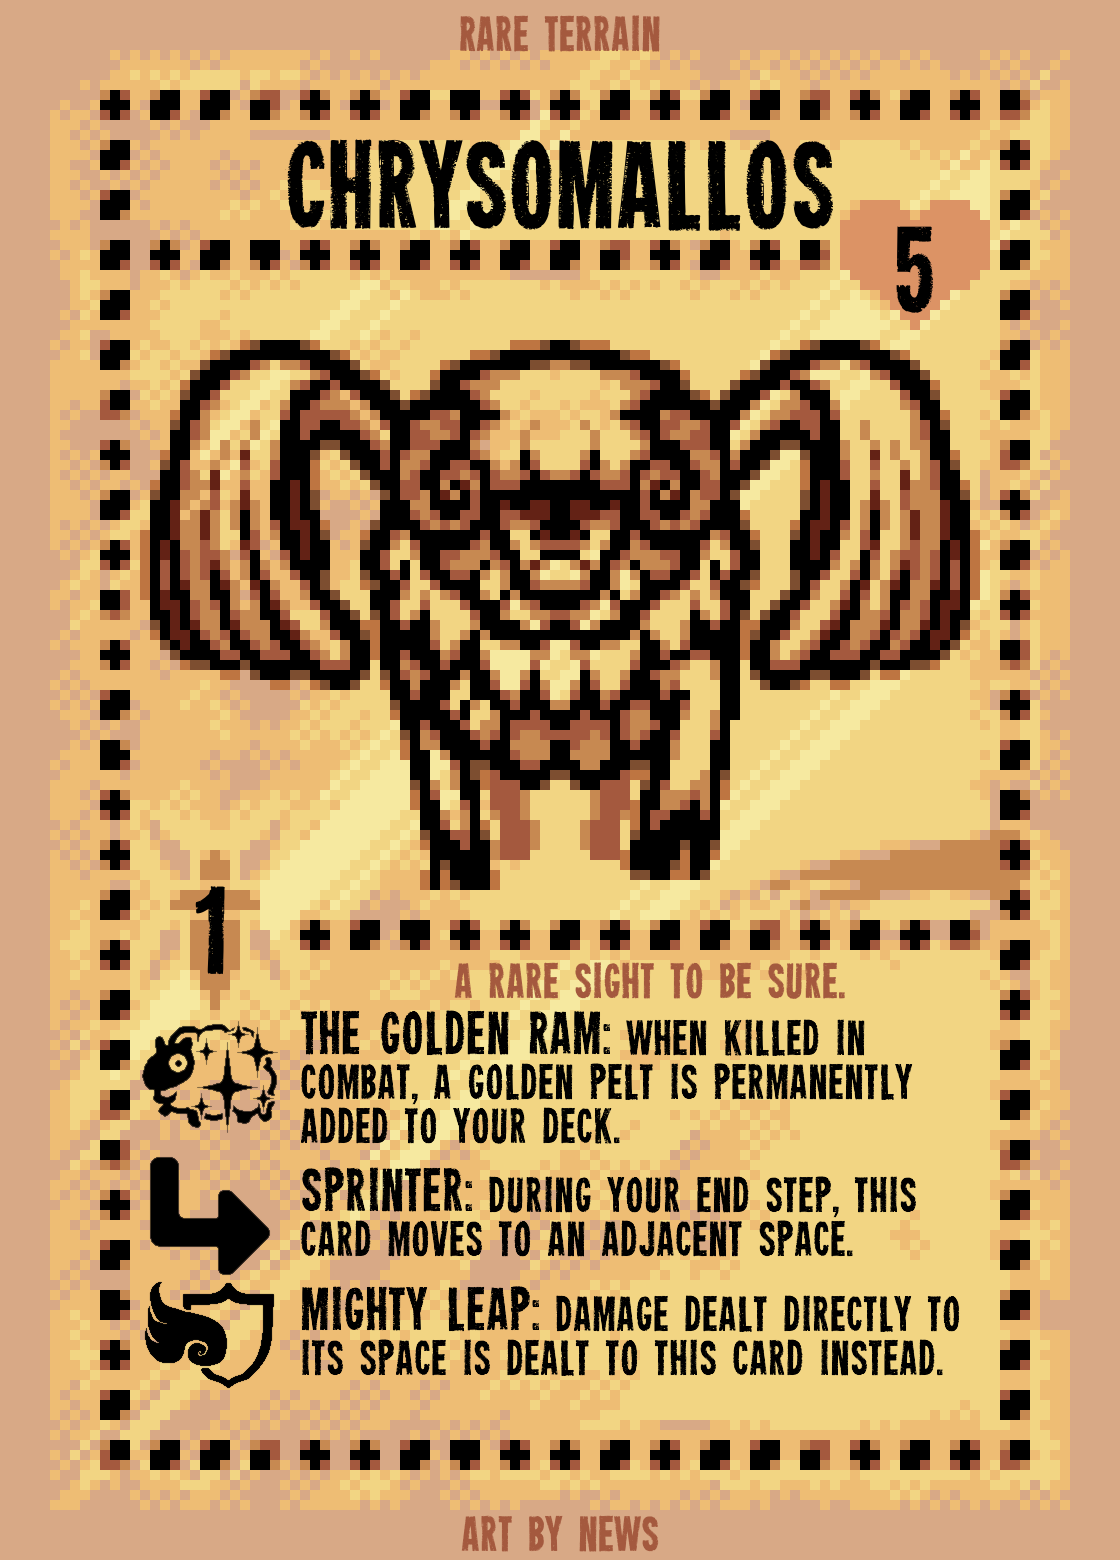 RARE TERRAIN
CHRYSOMALLOS
5
1
A RARE SIGHT TO BE SURE.
THE GOLDEN RAM: WHEN KILLED IN
COMBAT, A GOLDEN PELT IS PERMANENTLY
ADDED TO YOUR DECK.
SPRINTER: DURING YOUR END STEP, THIS
CARD MOVES TO AN ADJACENT SPACE.
MIGHTY LEAP: DAMAGE DEALT DIRECTLY TO
ITS SPACE IS DEALT TO THIS CARD INSTEAD.
ART BY NEWS